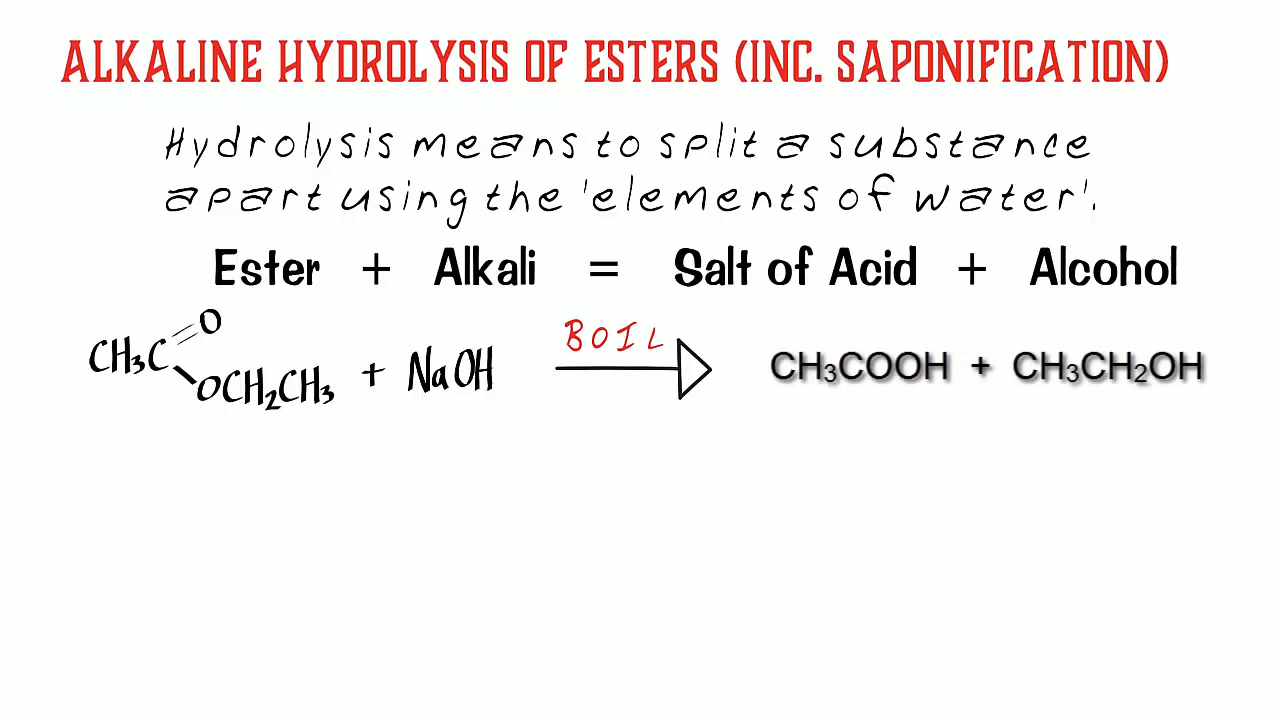 ALKALINE HYDROLYSIS OF ESTERS (INC. SAPONIFICATION)
Hydrolysis means to split a substance
apart using the 'elements of water'.
Ester + Alkali = Salt of Acid + Alcohol
CH₃C=O
OCH₂CH₃ + NaOH BOIL CH₃COOH + CH₃CH₂OH